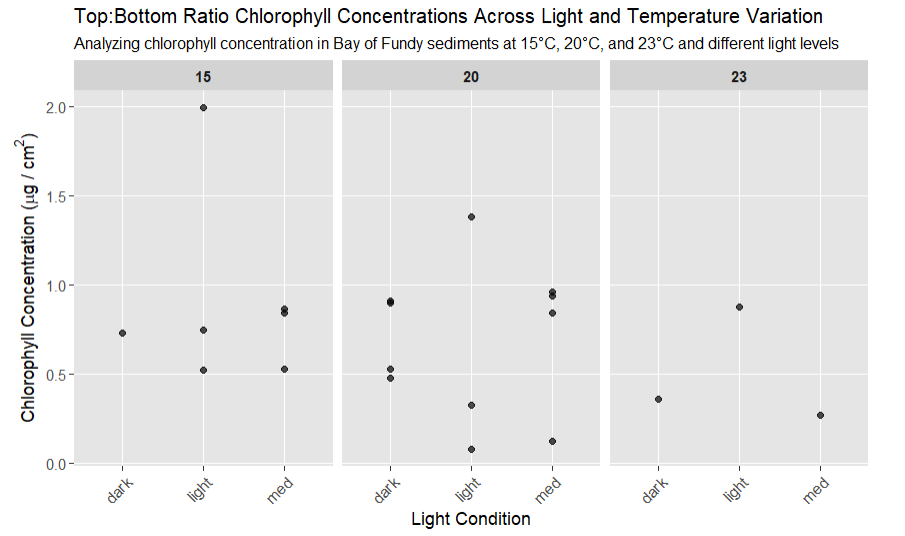 Top:Bottom Ratio Chlorophyll Concentrations Across Light and Temperature Variation
Analyzing chlorophyll concentration in Bay of Fundy sediments at 15°C, 20°C, and 23°C and different light levels
15 20 23
Chlorophyll Concentration (µg / cm²)
2.0
1.5
1.0
0.5
0.0
dark light med dark light med dark light med
Light Condition